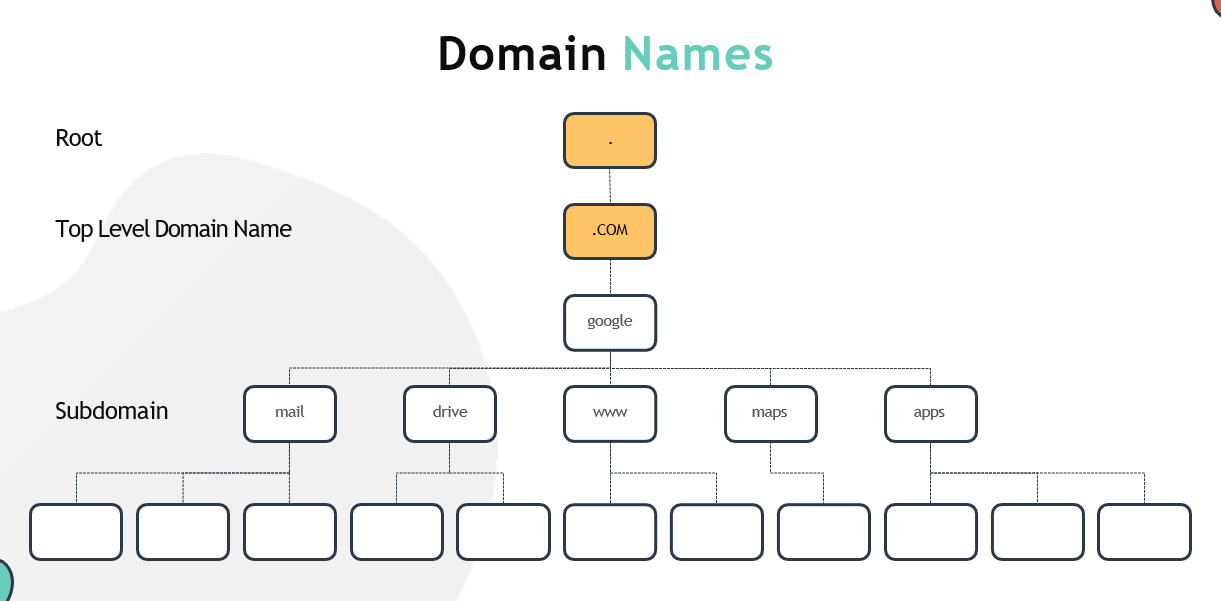 Domain Names
Root
.
Top Level Domain Name
.COM
google
Subdomain
mail
drive
www
maps
apps